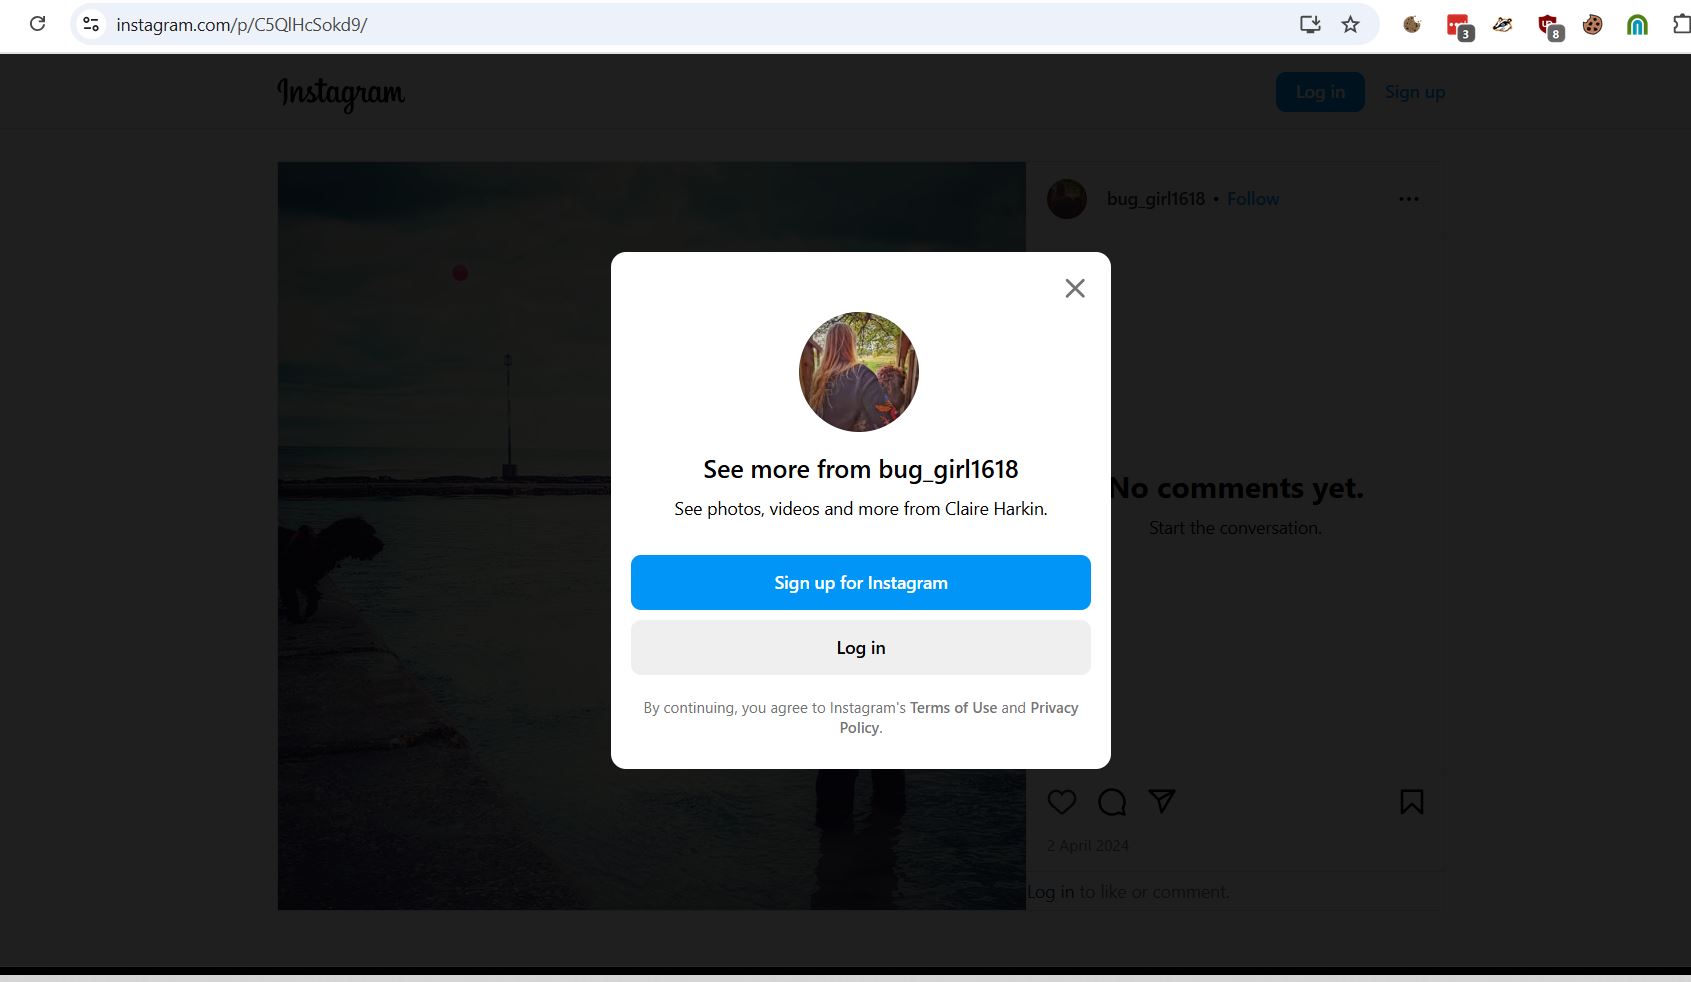 instagram.com/p/C5QlHcSokd9/
3
8
Instagram
Log in
Sign up
bug_girl1618 • Follow
See more from bug_girl1618
See photos, videos and more from Claire Harkin.
Sign up for Instagram
Log in
By continuing, you agree to Instagram's Terms of Use and Privacy
Policy.
No comments yet.
Start the conversation.
2 April 2024
Log in to like or comment.